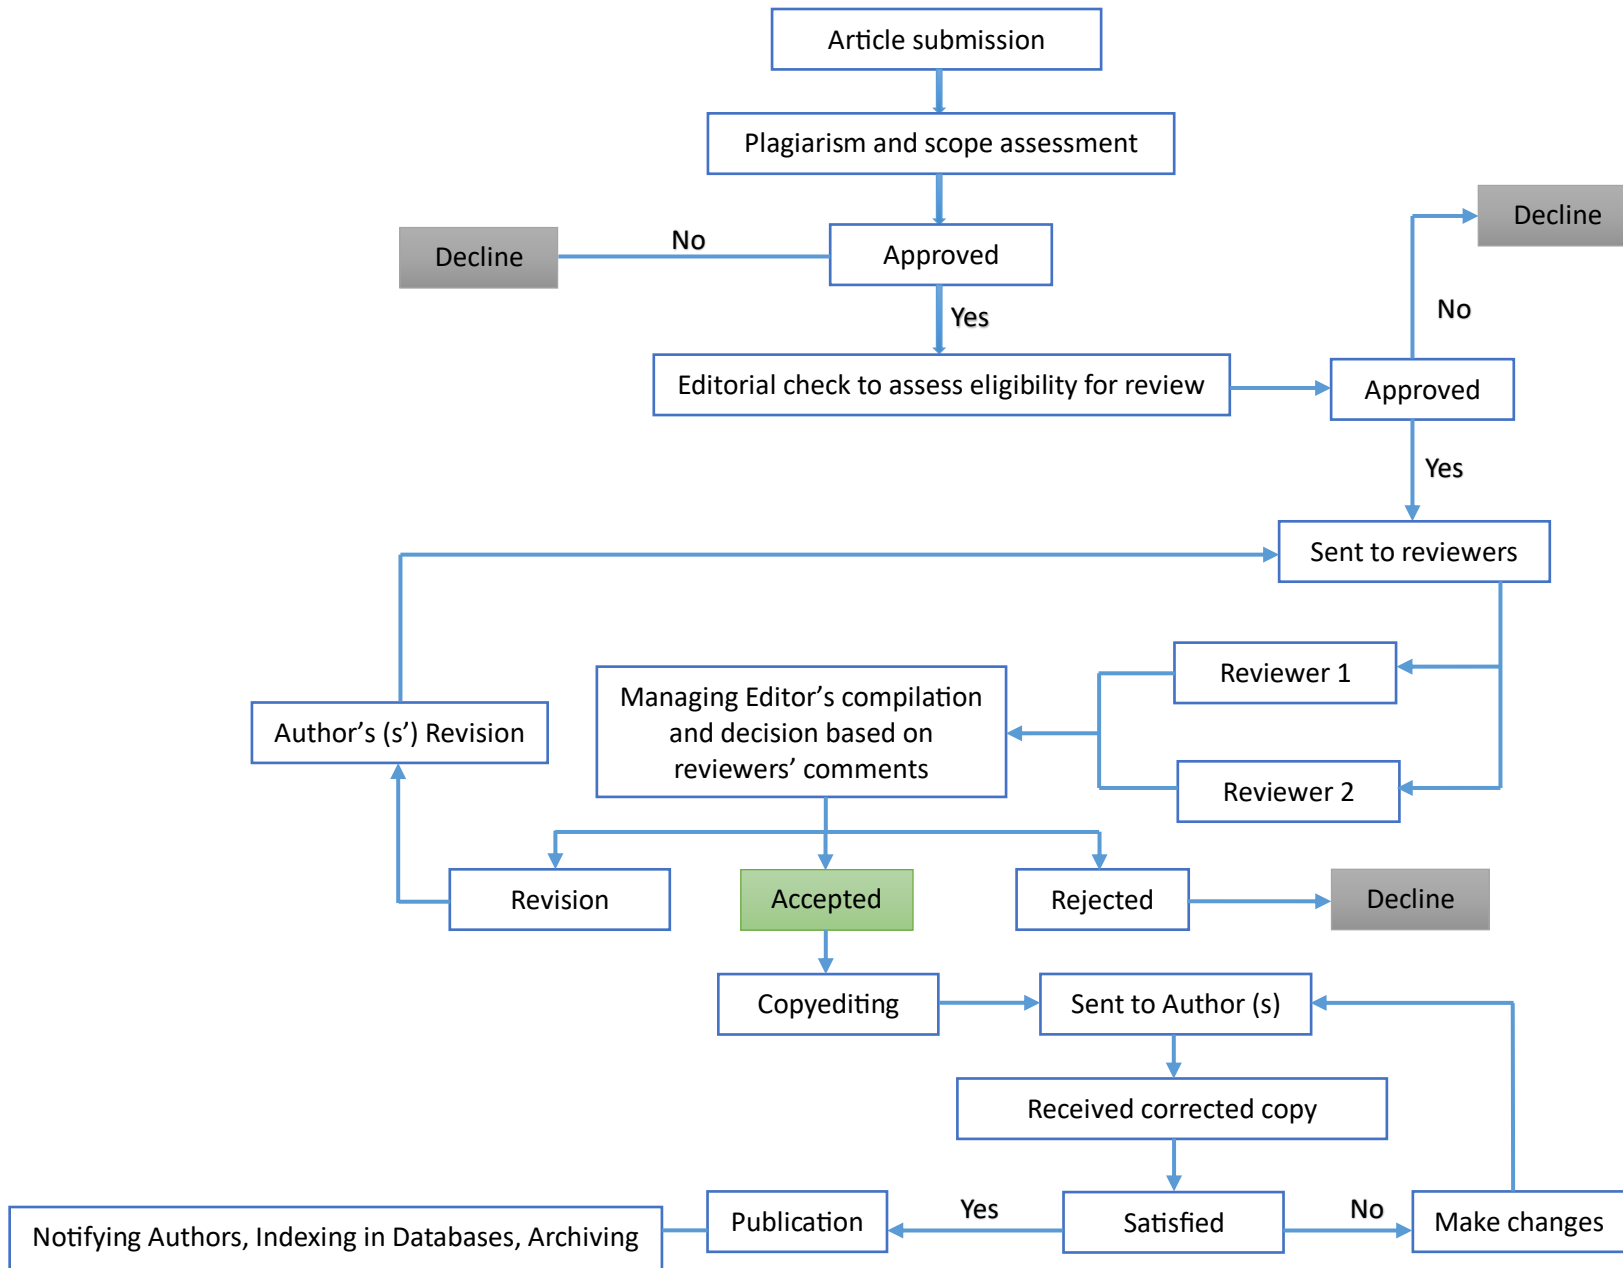 Article submission
Plagiarism and scope assessment
Decline
Decline
No
Approved
No
Yes
Editorial check to assess eligibility for review
Approved
Yes
Sent to reviewers
Reviewer 1
Managing Editor’s compilation
and decision based on
reviewers’ comments
Author’s (s’) Revision
Reviewer 2
Revision
Accepted
Rejected
Decline
Copyediting
Sent to Author (s)
Received corrected copy
Notifying Authors, Indexing in Databases, Archiving
Publication
Yes
Satisfied
No
Make changes